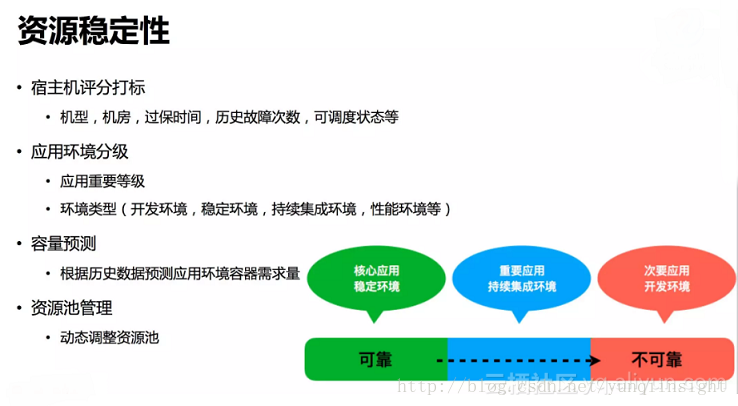 资源稳定性
• 宿主机评分打标
• 机型，机房，过保时间，历史故障次数，可调度状态等
• 应用环境分级
• 应用重要等级
• 环境类型（开发环境，稳定环境，持续集成环境，性能环境等）
• 容量预测
• 根据历史数据预测应用环境容器需求量
• 资源池管理
• 动态调整资源池
核心应用
稳定环境
重要应用
持续集成环境
次要应用
开发环境
可靠
不可靠
云栖社区 yq.aliyun.com
http://blog.csdn.net/yunqiinsight